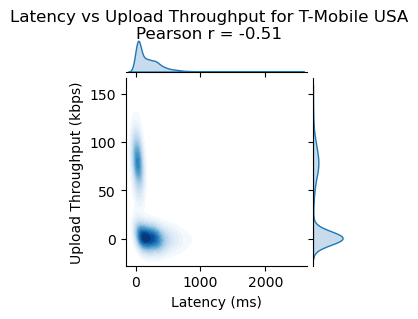 Latency vs Upload Throughput for T-Mobile USA
Pearson r = -0.51
Upload Throughput (kbps)
150
100
50
0
0 1000 2000
Latency (ms)